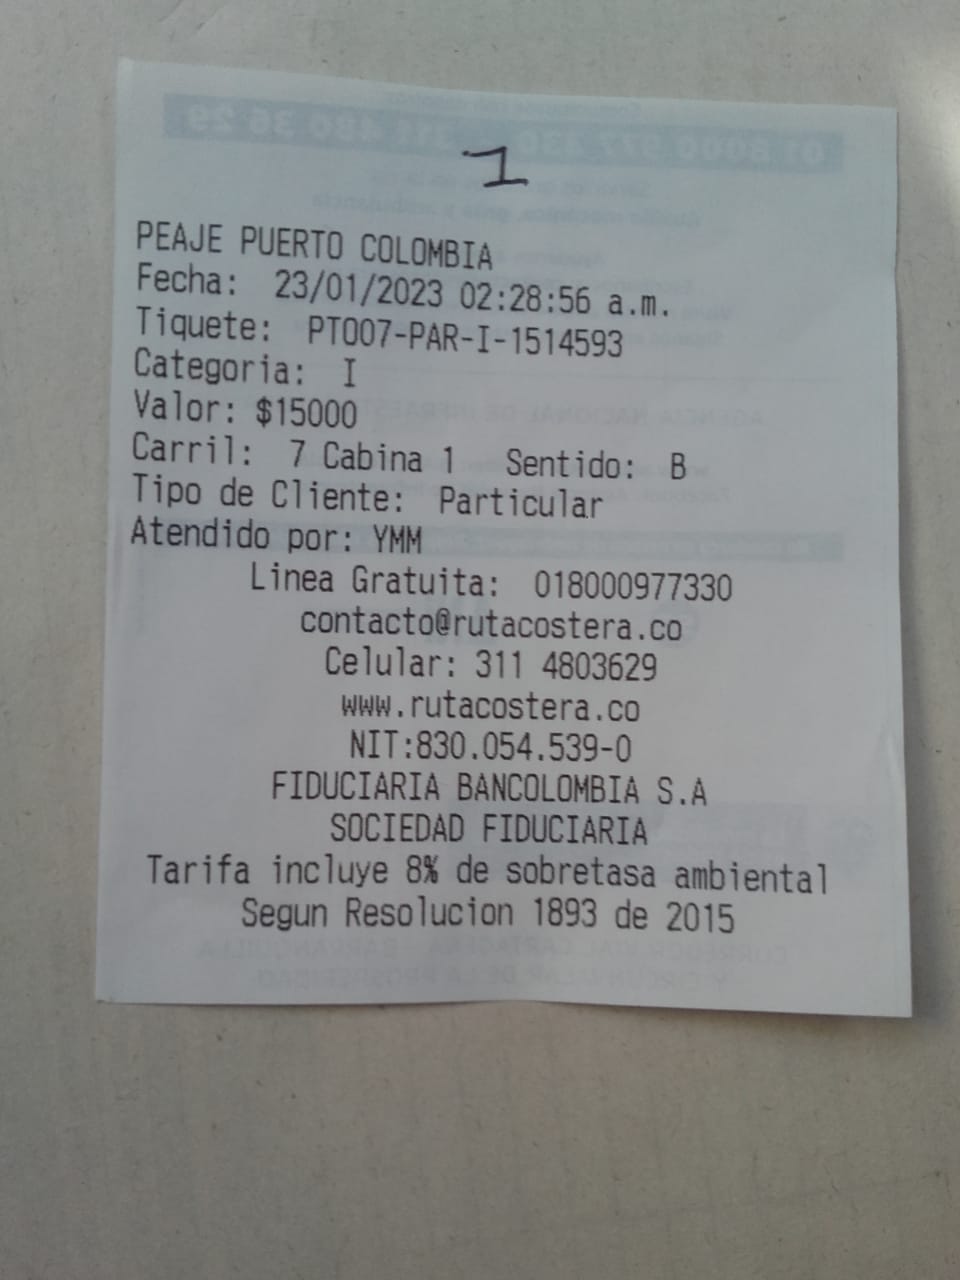 1
PEAJE PUERTO COLOMBIA
Fecha: 23/01/2023 02:28:56 a.m.
Tiquete: PT007-PAR-I-1514593
Categoria: I
Valor: $15000
Carril: 7 Cabina 1 Sentido: B
Tipo de Cliente: Particular
Atendido por: YMM
Linea Gratuita: 018000977330
contacto@rutacostera.co
Celular: 311 4803629
www.rutacostera.co
NIT:830.054.539-0
FIDUCIARIA BANCOLOMBIA S.A
SOCIEDAD FIDUCIARIA
Tarifa incluye 8% de sobretasa ambiental
Segun Resolucion 1893 de 2015